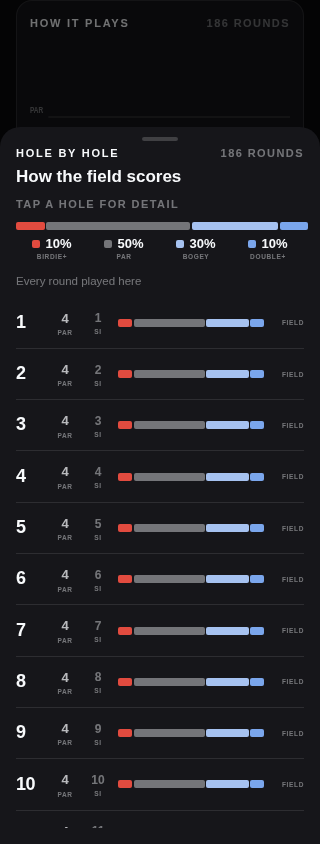 HOW IT PLAYS 186 ROUNDS
PAR
HOLE BY HOLE 186 ROUNDS
How the field scores
TAP A HOLE FOR DETAIL
10% 50% 30% 10%
BIRDIE+ PAR BOGEY DOUBLE+
Every round played here
1 4 1 FIELD
PAR SI
2 4 2 FIELD
PAR SI
3 4 3 FIELD
PAR SI
4 4 4 FIELD
PAR SI
5 4 5 FIELD
PAR SI
6 4 6 FIELD
PAR SI
7 4 7 FIELD
PAR SI
8 4 8 FIELD
PAR SI
9 4 9 FIELD
PAR SI
10 4 10 FIELD
PAR SI